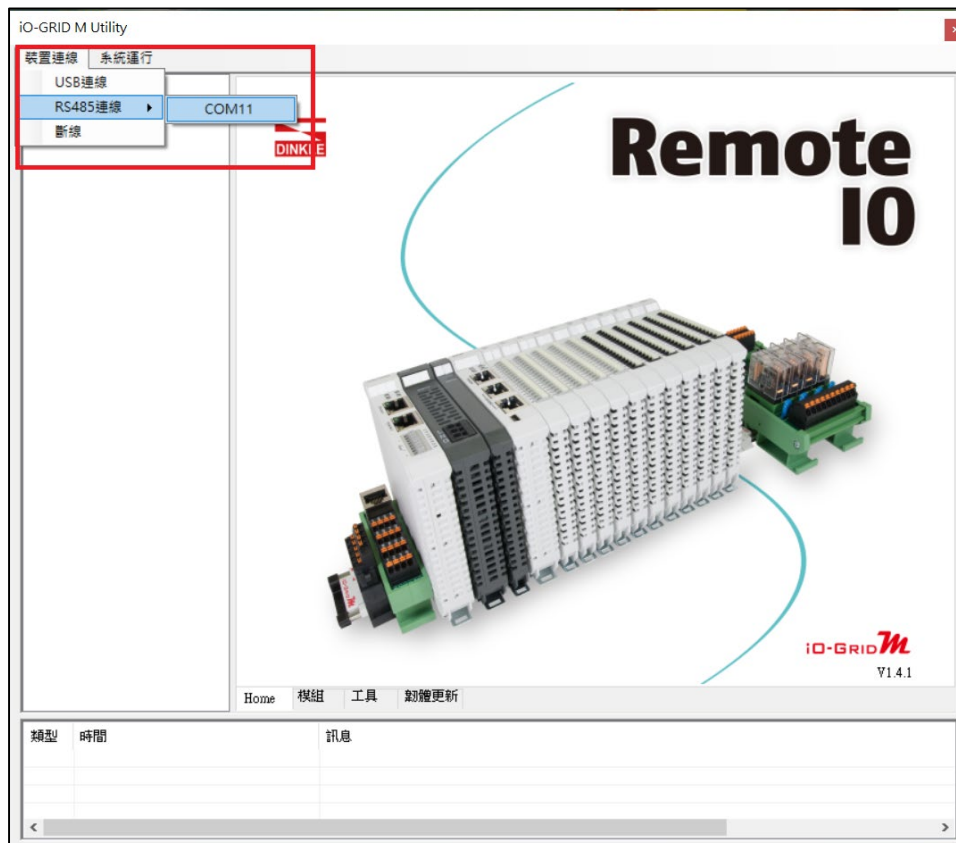 iO-GRID M Utility
裝置連線 系統運行
USB連線
RS485連線 COM11
斷線
DINKLE
Remote
IO
iO-GRID M
V1.4.1
Home 模組 工具 韌體更新
類型 時間 訊息